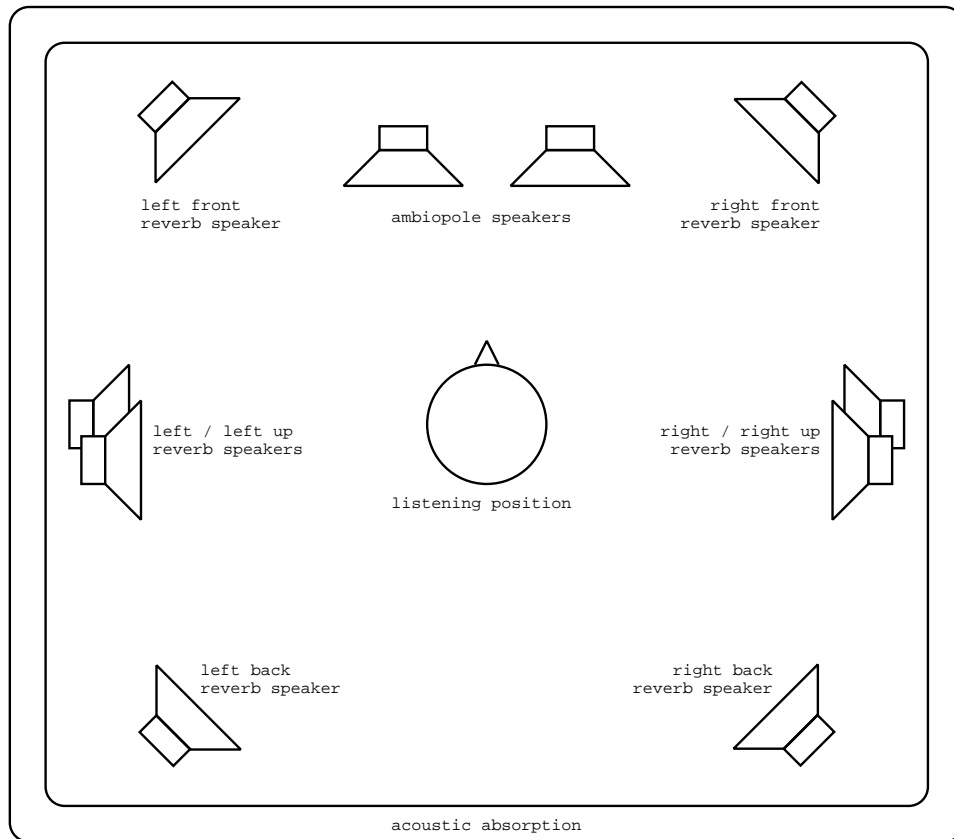 left front
reverb speaker
ambiopole speakers
right front
reverb speaker
left / left up
reverb speakers
right / right up
reverb speakers
listening position
left back
reverb speaker
right back
reverb speaker
acoustic absorption